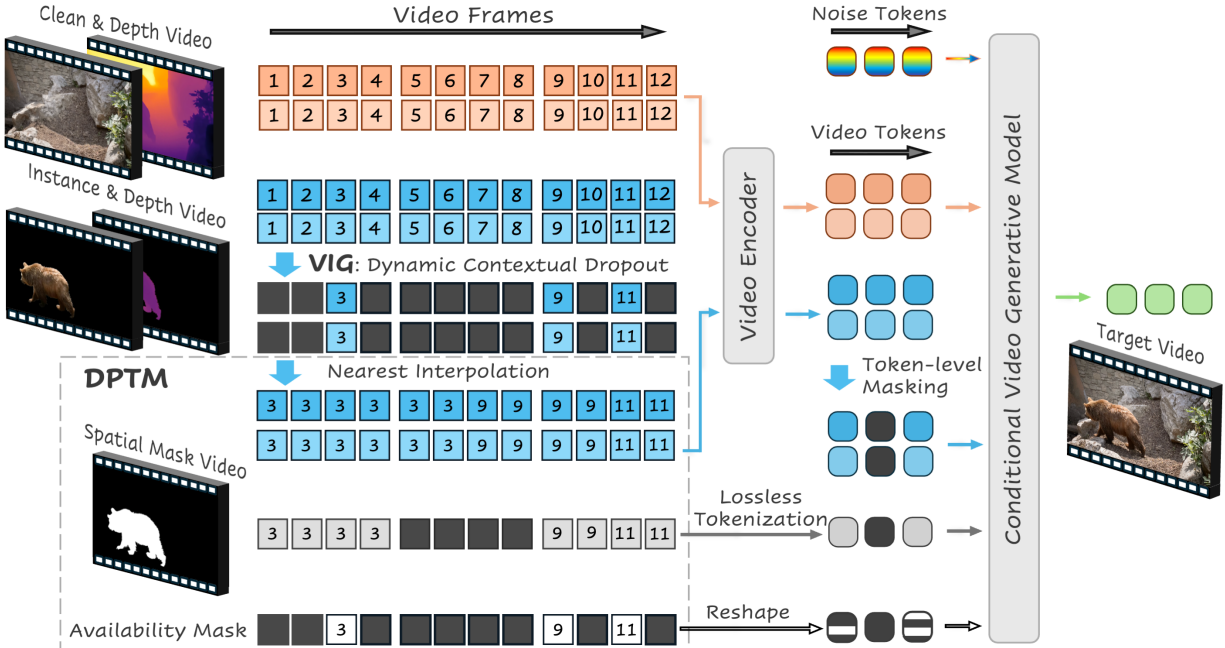 Clean & Depth Video
Video Frames
Noise Tokens
1 2 3 4 5 6 7 8 9 10 11 12
1 2 3 4 5 6 7 8 9 10 11 12
Video Tokens
Instance & Depth Video
1 2 3 4 5 6 7 8 9 10 11 12
1 2 3 4 5 6 7 8 9 10 11 12
VIG: Dynamic Contextual Dropout
3 9 11
3 9 11
Video Encoder
Conditional Video Generative Model
Target Video
DPTM
Nearest Interpolation
Token-level
Masking
3 3 3 3 3 3 9 9 9 9 11 11
3 3 3 3 3 3 9 9 9 9 11 11
Spatial Mask Video
3 3 3 3 9 9 11 11
Lossless
Tokenization
Availability Mask
3 9 11
Reshape